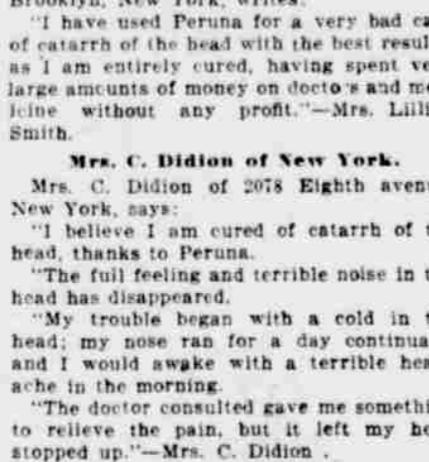 Brooklyn, New York, writes:
"I have used Peruna for a very bad ca
of catarrh of the head with the best resul
as I am entirely cured, having spent ve
large amounts of money on docto s and me
icine without any profit."—Mrs. Lilli
Smith.
Mrs. C. Didion of New York.
Mrs. C. Didion of 2078 Eighth aven
New York, says:
"I believe I am cured of catarrh of t
head, thanks to Peruna.
"The full feeling and terrible noise in t
head has disappeared.
"My trouble began with a cold in t
head; my nose ran for a day continua
and I would awake with a terrible hea
ache in the morning.
"The doctor consulted gave me somethi
to relieve the pain, but it left my he
stopped up."—Mrs. C. Didion .